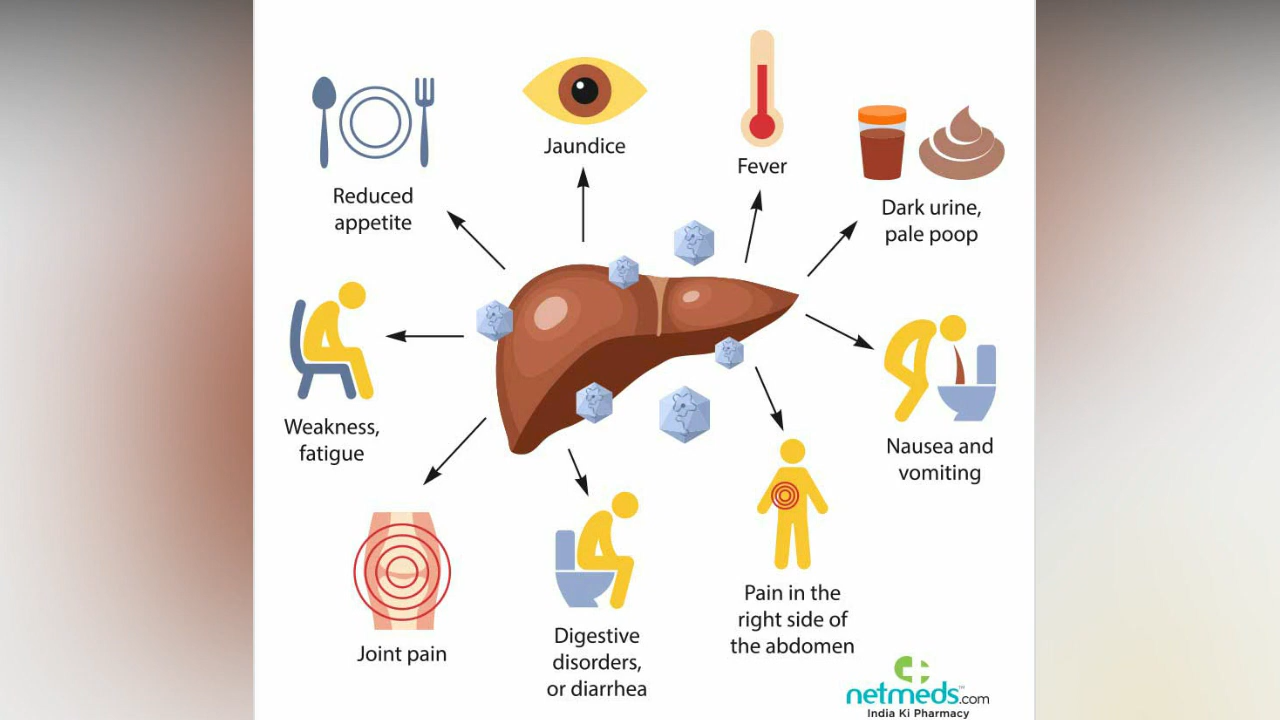 Jaundice
Fever
Reduced
appetite
Dark urine,
pale poop
Weakness,
fatigue
Nausea and
vomiting
Joint pain
Digestive
disorders,
or diarrhea
Pain in the
right side of
the abdomen
netmeds™.com
India Ki Pharmacy